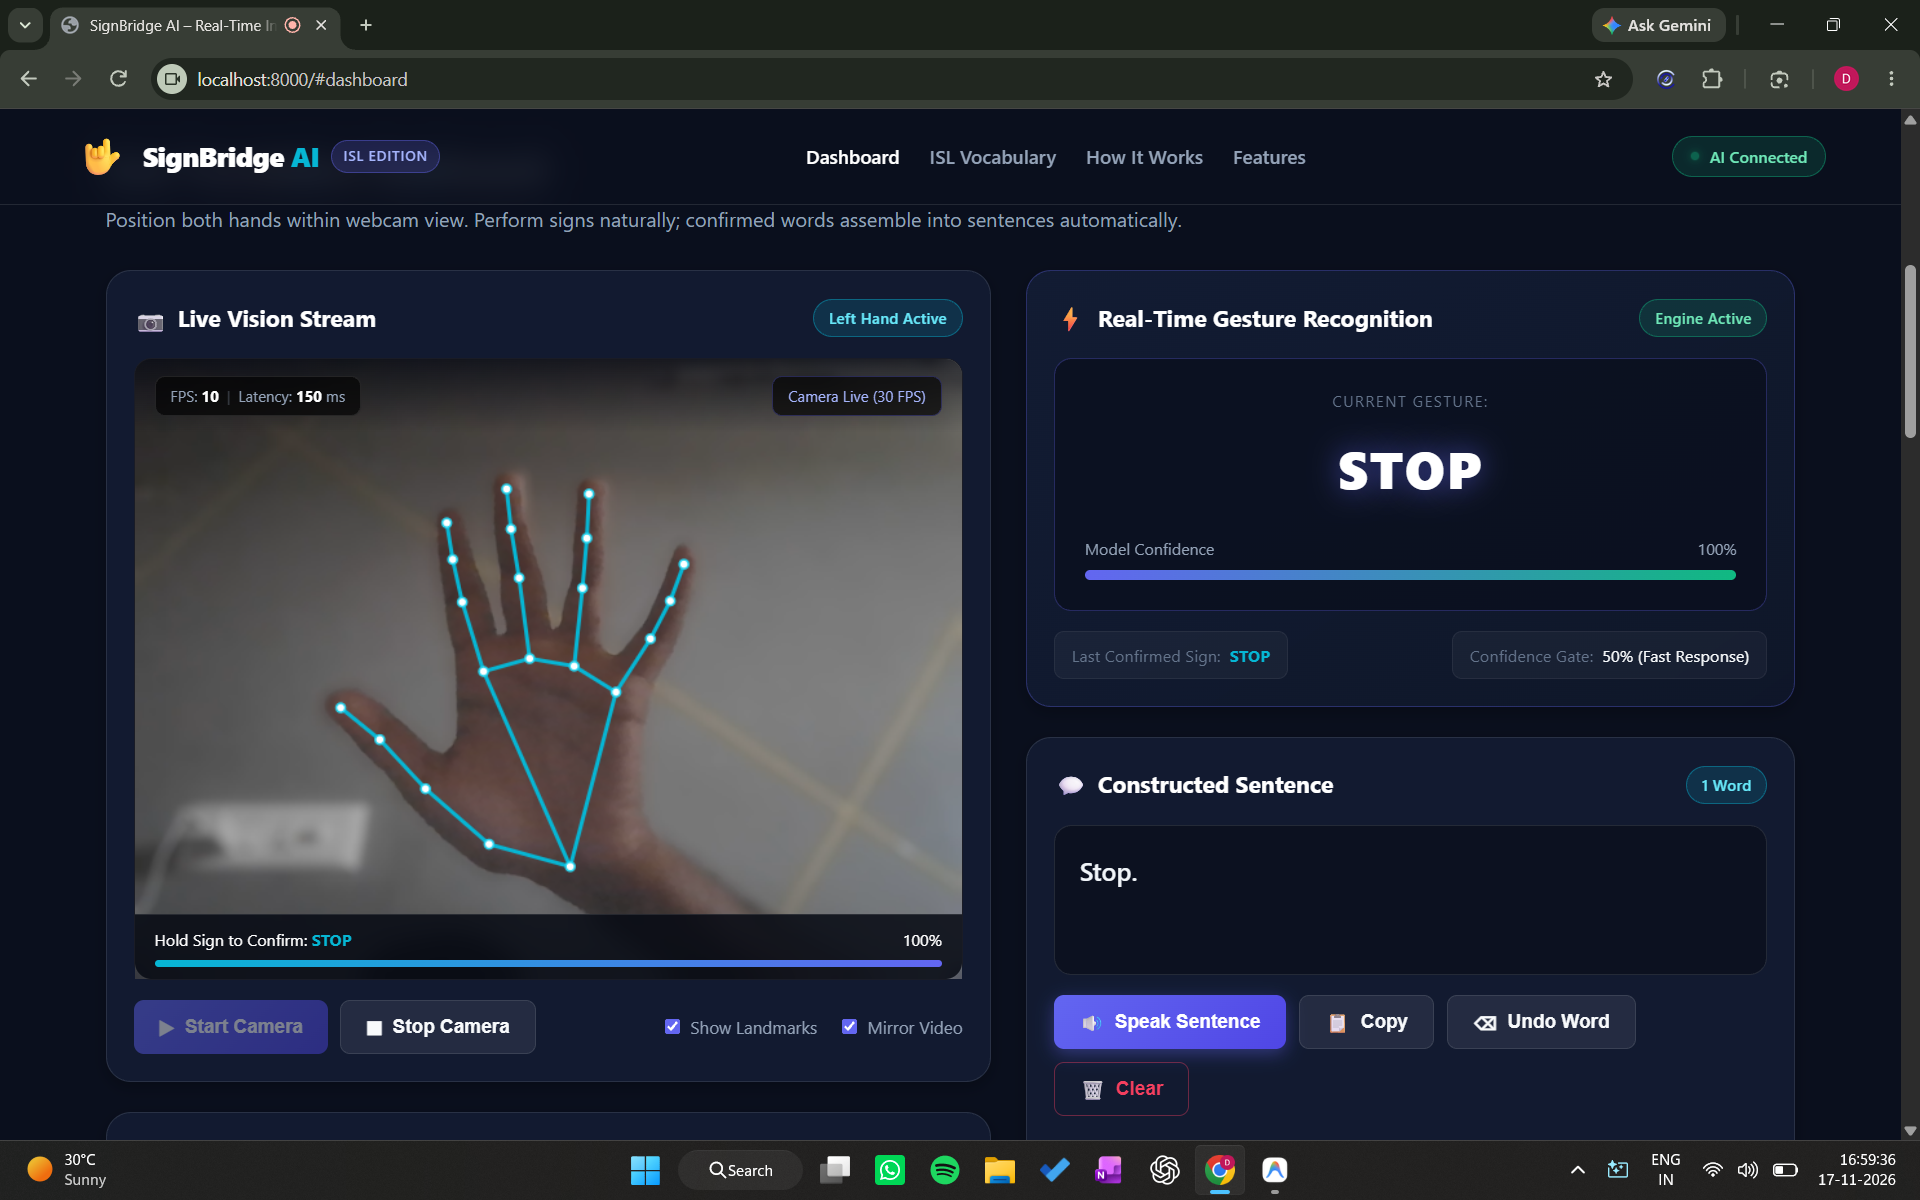 SignBridge AI – Real-Time In
Ask Gemini
localhost:8000/#dashboard
D
SignBridge AI ISL EDITION
Dashboard ISL Vocabulary How It Works Features
AI Connected
Position both hands within webcam view. Perform signs naturally; confirmed words assemble into sentences automatically.
Live Vision Stream
Left Hand Active
FPS: 10 | Latency: 150 ms
Camera Live (30 FPS)
Hold Sign to Confirm: STOP
100%
Start Camera
Stop Camera
Show Landmarks
Mirror Video
Real-Time Gesture Recognition
Engine Active
CURRENT GESTURE:
STOP
Model Confidence
100%
Last Confirmed Sign: STOP
Confidence Gate: 50% (Fast Response)
Constructed Sentence
1 Word
Stop.
Speak Sentence
Copy
Undo Word
Clear
30°C
Sunny
Search
N
D
ENG
IN
16:59:36
17-11-2026